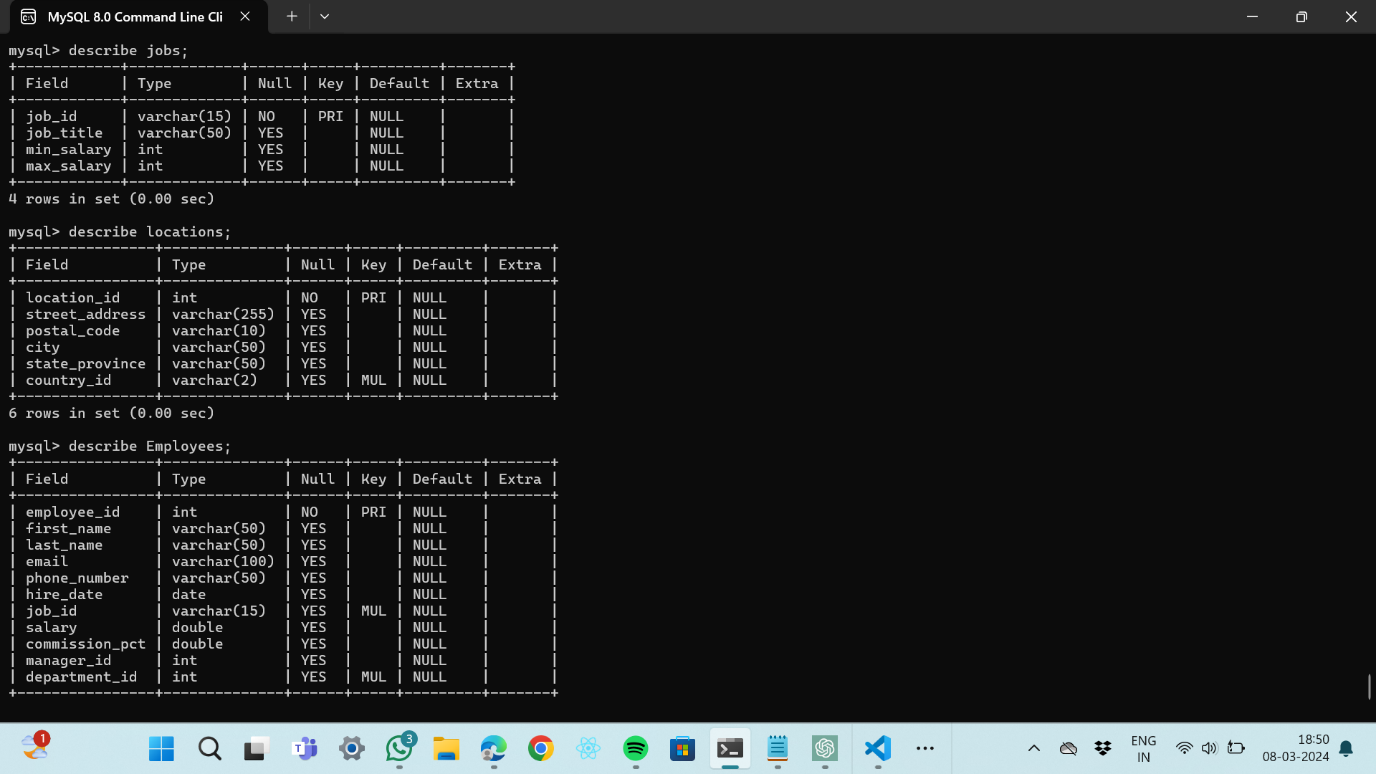 MySQL 8.0 Command Line Cli
mysql> describe jobs;
+------------+-------------+------+-----+---------+-------+
| Field      | Type        | Null | Key | Default | Extra |
+------------+-------------+------+-----+---------+-------+
| job_id     | varchar(15) | NO   | PRI | NULL    |       |
| job_title  | varchar(50) | YES  |     | NULL    |       |
| min_salary | int         | YES  |     | NULL    |       |
| max_salary | int         | YES  |     | NULL    |       |
+------------+-------------+------+-----+---------+-------+
4 rows in set (0.00 sec)
mysql> describe locations;
+----------------+--------------+------+-----+---------+-------+
| Field          | Type         | Null | Key | Default | Extra |
+----------------+--------------+------+-----+---------+-------+
| location_id    | int          | NO   | PRI | NULL    |       |
| street_address | varchar(255) | YES  |     | NULL    |       |
| postal_code    | varchar(10)  | YES  |     | NULL    |       |
| city           | varchar(50)  | YES  |     | NULL    |       |
| state_province | varchar(50)  | YES  |     | NULL    |       |
| country_id     | varchar(2)   | YES  | MUL | NULL    |       |
+----------------+--------------+------+-----+---------+-------+
6 rows in set (0.00 sec)
mysql> describe Employees;
+----------------+--------------+------+-----+---------+-------+
| Field          | Type         | Null | Key | Default | Extra |
+----------------+--------------+------+-----+---------+-------+
| employee_id    | int          | NO   | PRI | NULL    |       |
| first_name     | varchar(50)  | YES  |     | NULL    |       |
| last_name      | varchar(50)  | YES  |     | NULL    |       |
| email          | varchar(100) | YES  |     | NULL    |       |
| phone_number   | varchar(50)  | YES  |     | NULL    |       |
| hire_date      | date         | YES  |     | NULL    |       |
| job_id         | varchar(15)  | YES  | MUL | NULL    |       |
| salary         | double       | YES  |     | NULL    |       |
| commission_pct | double       | YES  |     | NULL    |       |
| manager_id     | int          | YES  |     | NULL    |       |
| department_id  | int          | YES  | MUL | NULL    |       |
+----------------+--------------+------+-----+---------+-------+
1
3
ENG
IN
18:50
08-03-2024